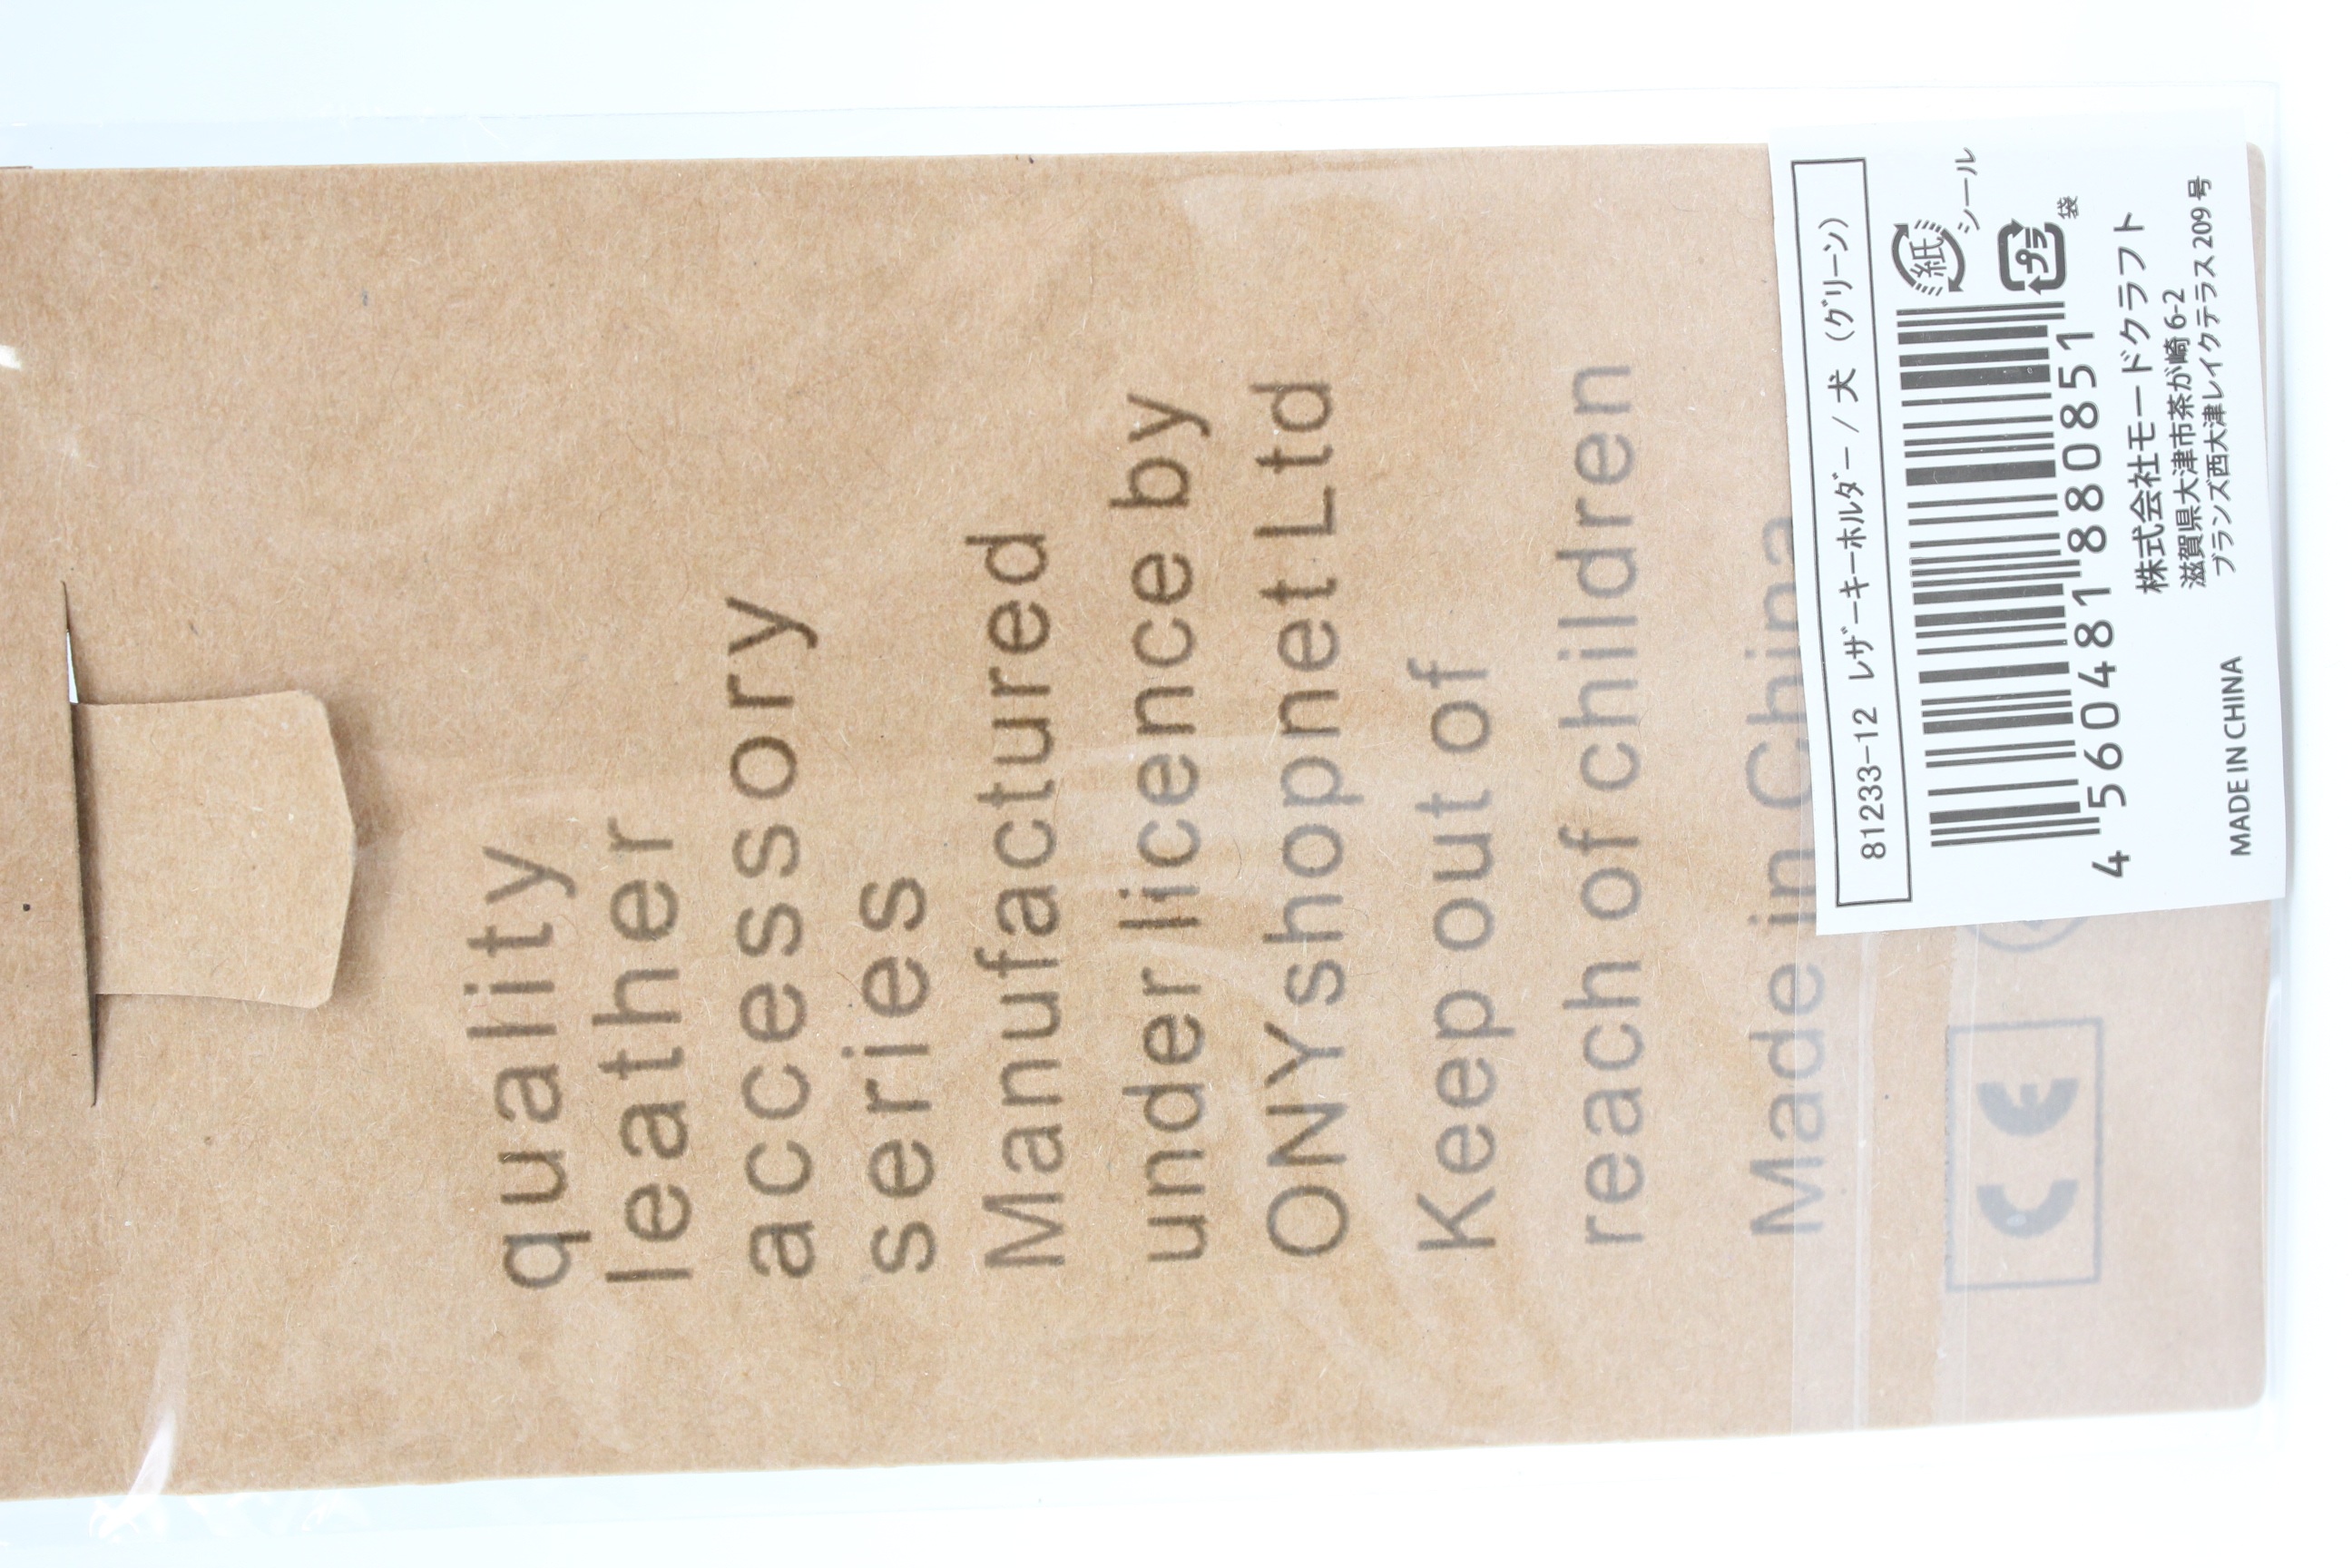 quality
leather
accessory
series
Manufactured
under licence by
ONYshopnet Ltd
Keep out of
reach of children
Made in China
CE
81233-12 レザーキーホルダー / 犬 (グリーン)
紙
シール
プラ
袋
4 560481 880851
株式会社モードクラフト
滋賀県大津市茶が崎 6-2
ブランズ西大津レイクテラス 209 号
MADE IN CHINA